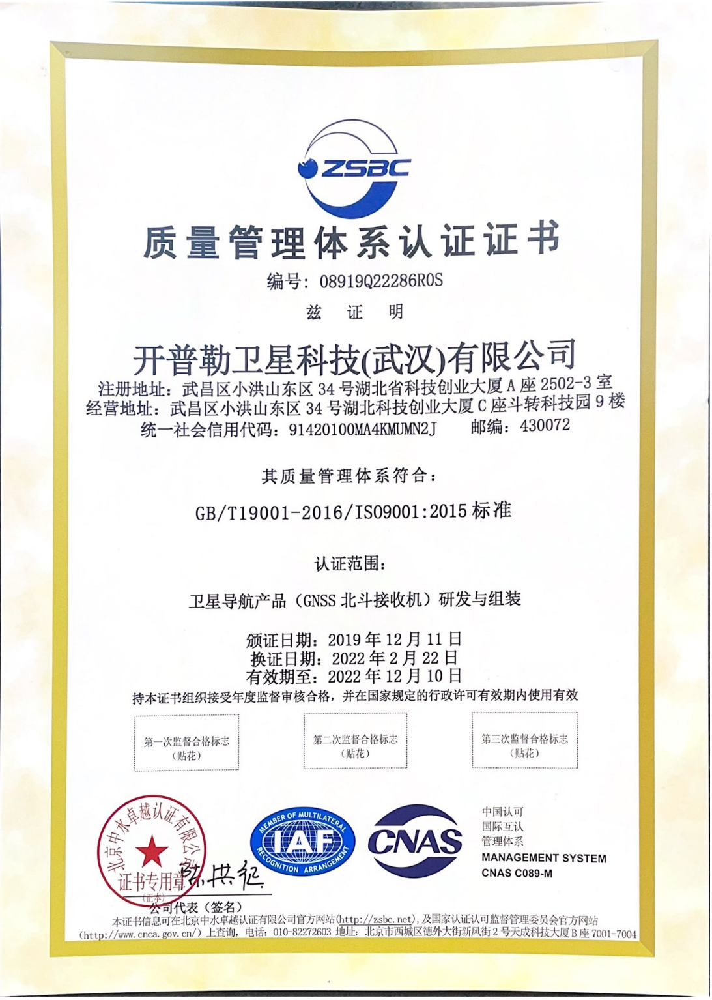 ZSBC
质量管理体系认证证书
编号: 08919Q22286R0S
兹 证 明
开普勒卫星科技(武汉)有限公司
注册地址：武昌区小洪山东区 34 号湖北省科技创业大厦 A 座 2502-3 室
经营地址：武昌区小洪山东区 34 号湖北科技创业大厦 C 座斗转科技园 9 楼
统一社会信用代码：91420100MA4KMUMN2J 邮编：430072
其质量管理体系符合：
GB/T19001-2016/ISO9001:2015 标准
认证范围：
卫星导航产品（GNSS 北斗接收机）研发与组装
颁证日期：2019 年 12 月 11 日
换证日期：2022 年 2 月 22 日
有效期至：2022 年 12 月 10 日
持本证书组织接受年度监督审核合格，并在国家规定的行政许可有效期内使用有效
第一次监督合格标志
（贴花）
第二次监督合格标志
（贴花）
第三次监督合格标志
（贴花）
北京中水卓越认证有限公司
证书专用章
(正本)
陈洪征
公司代表（签名）
MEMBER OF MULTILATERAL
IAF
RECOGNITION ARRANGEMENT
CNAS
中国认可
国际互认
管理体系
MANAGEMENT SYSTEM
CNAS C089-M
本证书信息可在北京中水卓越认证有限公司官方网站(http://zsbc.net), 及国家认证认可监督管理委员会官方网站
（http://www.cnca.gov.cn/）上查询，电话：010-82272603 地址：北京市西城区德外大街新风街 2 号天成科技大厦 B 座 7001-7004